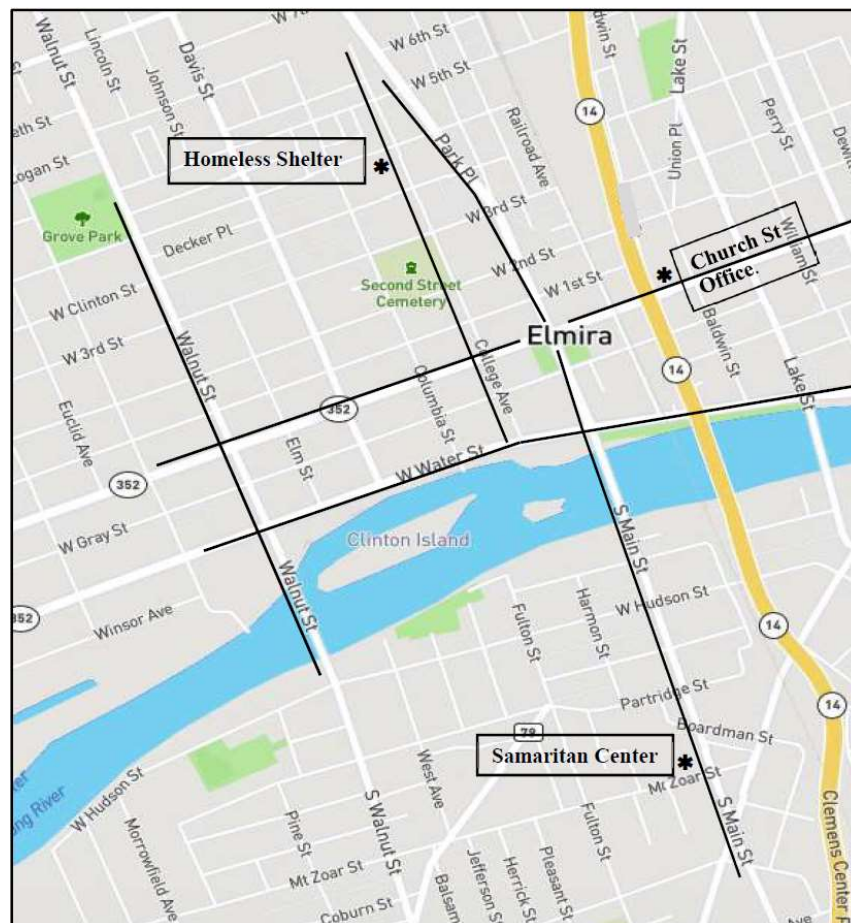 Walnut St
Lincoln St
Davis St
Johnson St
W 6th St
W 5th St
Lake St
14
Perry St
Union Pl
Railroad Ave
Park Pl
Logan St
Homeless Shelter
Grove Park
Decker Pl
W 3rd St
W 2nd St
W 1st St
Second Street
Cemetery
Church St
Office.
William St
W Clinton St
W 3rd St
Elmira
Baldwin St
Walnut St
College Ave
Columbia St
14
Lake St
352
Euclid Ave
Elm St
W Water St
352
W Gray St
Clinton Island
S Main St
Winsor Ave
352
Walnut St
Fulton St
Harmon St
W Hudson St
14
Partridge St
Boardman St
14
Samaritan Center
Mt Zoar St
W Hudson St
West Ave
S Walnut St
Pine St
Morrowfield Ave
Mt Zoar St
Coburn St
Fulton St
S Main St
Jefferson St
Herrick St
Pleasant St